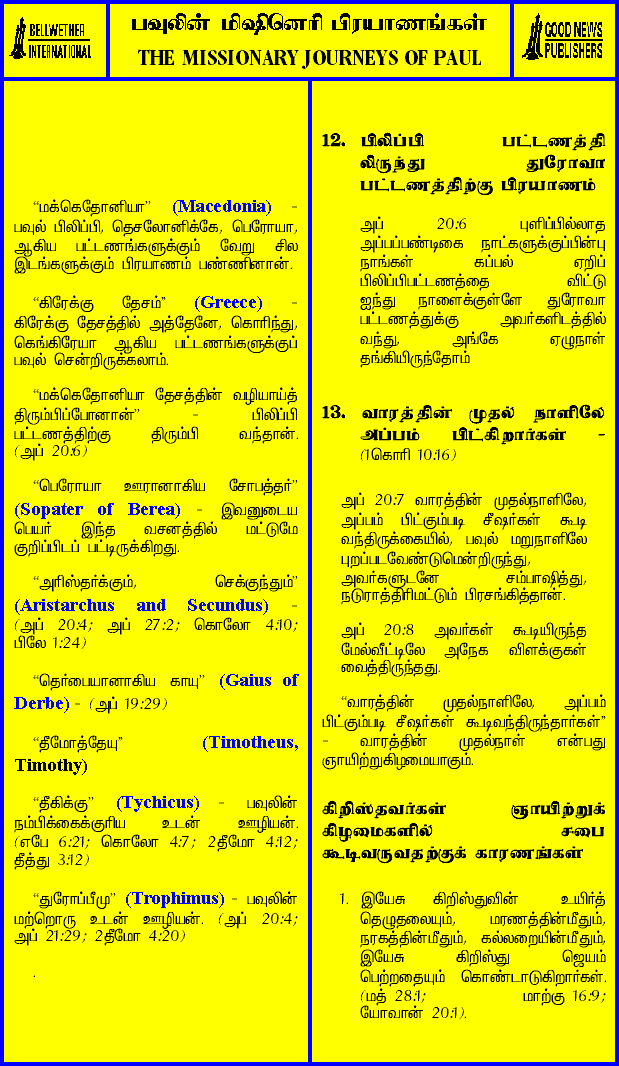 BELLWETHER
INTERNATIONAL
பவுலின் மிஷினெரி பிரயாணங்கள்
THE MISSIONARY JOURNEYS OF PAUL
GOOD NEWS
PUBLISHERS
“மக்கெதோனியா” (Macedonia) -
பவுல் பிலிப்பி, தெசலோனிக்கே, பெரோயா,
ஆகிய பட்டணங்களுக்கும் வேறு சில
இடங்களுக்கும் பிரயாணம் பண்ணினான்.
“கிரேக்கு தேசம்” (Greece) -
கிரேக்கு தேசத்தில் அத்தேனே, கொரிந்து,
கெங்கிரேயா ஆகிய பட்டணங்களுக்குப்
பவுல் சென்றிருக்கலாம்.
“மக்கெதோனியா தேசத்தின் வழியாய்த்
திரும்பிப்போனான்” - பிலிப்பி
பட்டணத்திற்கு திரும்பி வந்தான்.
(அப் 20:6)
“பெரோயா ஊரானாகிய சோபத்தர்”
(Sopater of Berea) - இவனுடைய
பெயர் இந்த வசனத்தில் மட்டுமே
குறிப்பிடப் பட்டிருக்கிறது.
“அரிஸ்தர்க்கும், செக்குந்தும்”
(Aristarchus and Secundus) -
(அப் 20:4; அப் 27:2; கொலோ 4:10;
பிலே 1:24)
“தெர்பையானாகிய காயு” (Gaius of
Derbe) - (அப் 19:29)
“தீமோத்தேயு” (Timotheus,
Timothy)
“தீகிக்கு” (Tychicus) - பவுலின்
நம்பிக்கைக்குரிய உடன் ஊழியன்.
(எபே 6:21; கொலோ 4:7; 2தீமோ 4:12;
தீத்து 3:12)
“துரோப்பீமு” (Trophimus) - பவுலின்
மற்றொரு உடன் ஊழியன். (அப் 20:4;
அப் 21:29; 2தீமோ 4:20)
.
12. பிலிப்பி பட்டணத்தி
லிருந்து துரோவா
பட்டணத்திற்கு பிரயாணம்
அப் 20:6 புளிப்பில்லாத
அப்பப்பண்டிகை நாட்களுக்குப்பின்பு
நாங்கள் கப்பல் ஏறிப்
பிலிப்பிபட்டணத்தை விட்டு
ஐந்து நாளைக்குள்ளே துரோவா
பட்டணத்துக்கு அவர்களிடத்தில்
வந்து, அங்கே ஏழுநாள்
தங்கியிருந்தோம்
13. வாரத்தின் முதல் நாளிலே
அப்பம் பிட்கிறார்கள் -
(1கொரி 10:16)
அப் 20:7 வாரத்தின் முதல்நாளிலே,
அப்பம் பிட்கும்படி சீஷர்கள் கூடி
வந்திருக்கையில், பவுல் மறுநாளிலே
புறப்படவேண்டுமென்றிருந்து,
அவர்களுடனே சம்பாஷித்து,
நடுராத்திரிமட்டும் பிரசங்கித்தான்.
அப் 20:8 அவர்கள் கூடியிருந்த
மேல்வீட்டிலே அநேக விளக்குகள்
வைத்திருந்தது.
“வாரத்தின் முதல்நாளிலே, அப்பம்
பிட்கும்படி சீஷர்கள் கூடிவந்திருந்தார்கள்”
- வாரத்தின் முதல்நாள் என்பது
ஞாயிற்றுகிழமையாகும்.
கிறிஸ்தவர்கள் ஞாயிற்றுக்
கிழமைகளில் சபை
கூடிவருவதற்குக் காரணங்கள்
1. இயேசு கிறிஸ்துவின் உயிர்த்
தெழுதலையும், மரணத்தின்மீதும்,
நரகத்தின்மீதும், கல்லறையின்மீதும்,
இயேசு கிறிஸ்து ஜெயம்
பெற்றதையும் கொண்டாடுகிறார்கள்.
(மத் 28:1; மாற்கு 16:9;
யோவான் 20:1).